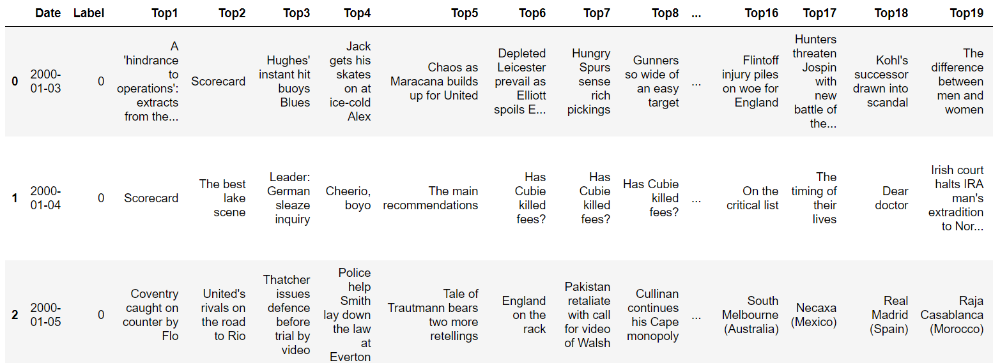 Date Label Top1 Top2 Top3 Top4 Top5 Top6 Top7 Top8 ... Top16 Top17 Top18 Top19
0
2000-
01-03
0
A
'hindrance
to
operations':
extracts
from the...
Scorecard
Hughes'
instant hit
buoys
Blues
Jack
gets his
skates
on at
ice-cold
Alex
Chaos as
Maracana builds
up for United
Depleted
Leicester
prevail as
Elliott
spoils E...
Hungry
Spurs
sense
rich
pickings
Gunners
so wide of
an easy
target
...
Flintoff
injury piles
on woe for
England
Hunters
threaten
Jospin
with
new
battle of
the...
Kohl's
successor
drawn into
scandal
The
difference
between
men and
women
1
2000-
01-04
0
Scorecard
The best
lake
scene
Leader:
German
sleaze
inquiry
Cheerio,
boyo
The main
recommendations
Has
Cubie
killed
fees?
Has
Cubie
killed
fees?
Has Cubie
killed
fees?
...
On the
critical list
The
timing of
their
lives
Dear
doctor
Irish court
halts IRA
man's
extradition
to Nor...
2
2000-
01-05
0
Coventry
caught on
counter by
Flo
United's
rivals on
the road
to Rio
Thatcher
issues
defence
before
trial by
video
Police
help
Smith
lay down
the law
at
Everton
Tale of
Trautmann bears
two more
retellings
England
on the
rack
Pakistan
retaliate
with call
for video
of Walsh
Cullinan
continues
his Cape
monopoly
...
South
Melbourne
(Australia)
Necaxa
(Mexico)
Real
Madrid
(Spain)
Raja
Casablanca
(Morocco)